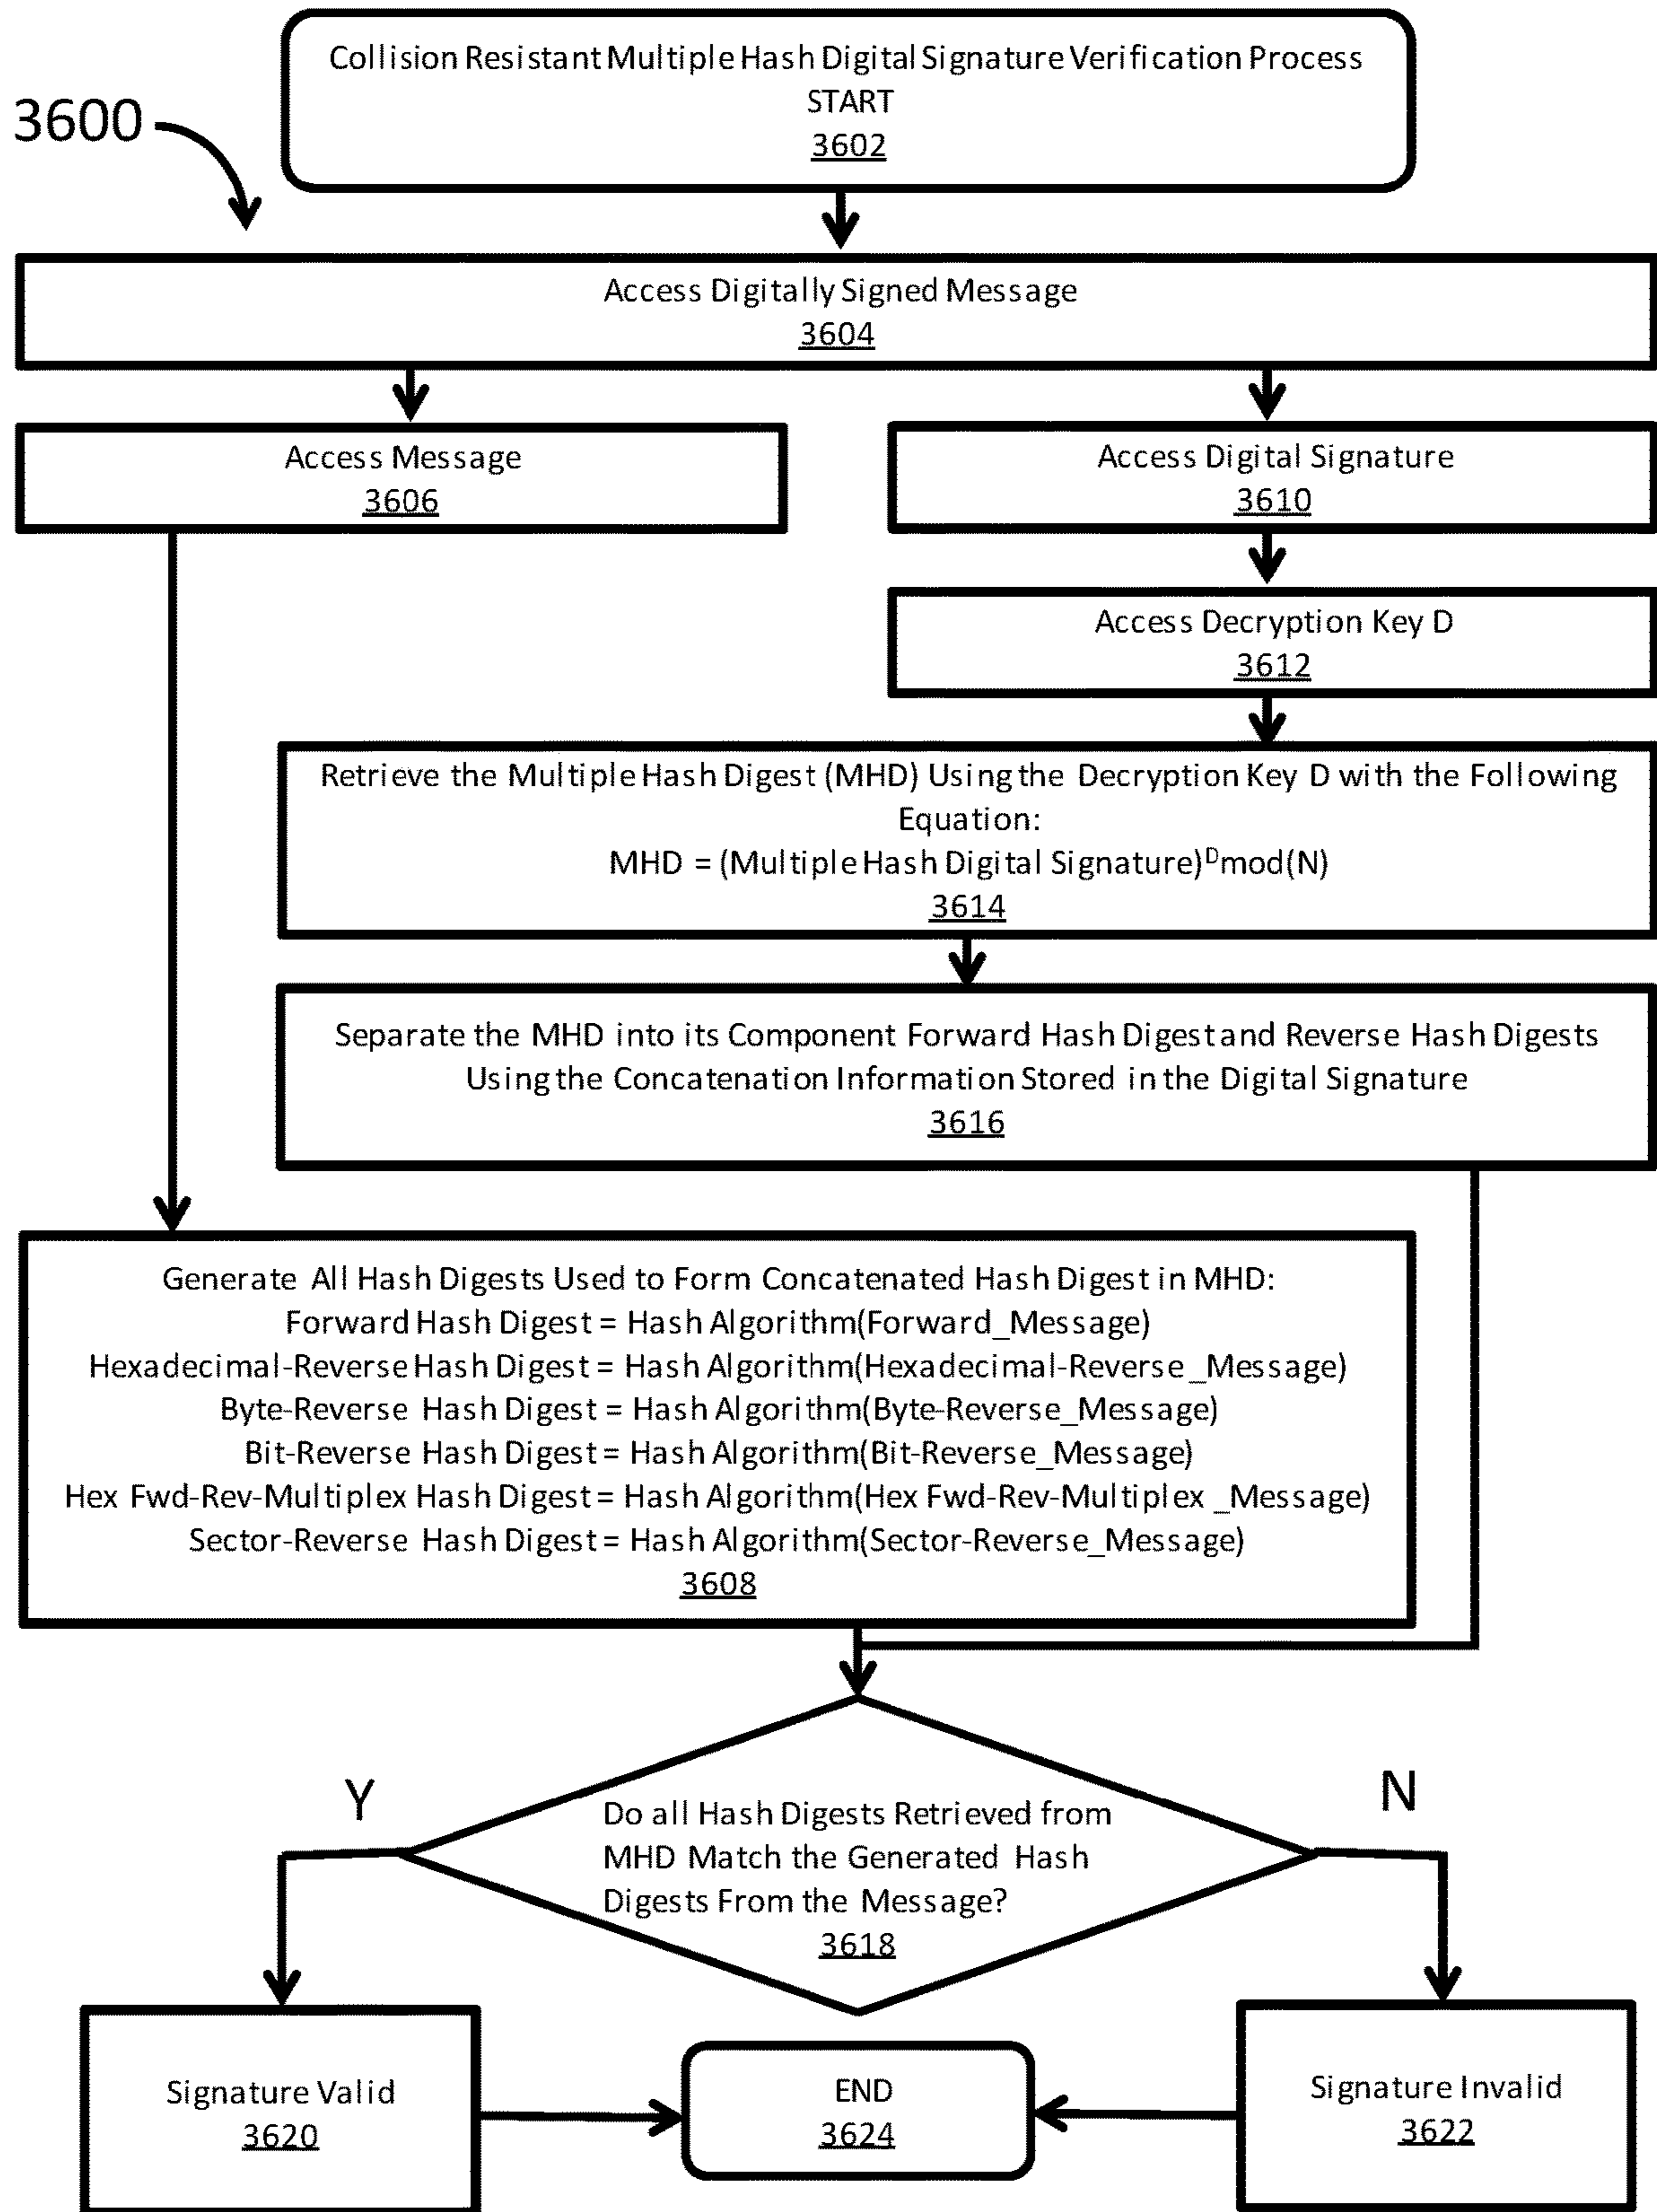 Collision Resistant Multiple Hash Digital Signature Verification Process
START
3602
3600
Access Digitally Signed Message
3604
Access Message
3606
Access Digital Signature
3610
Access Decryption Key D
3612
Retrieve the Multiple Hash Digest (MHD) Using the Decryption Key D with the Following
Equation:
MHD = (Multiple Hash Digital Signature)ᴰmod(N)
3614
Separate the MHD into its Component Forward Hash Digest and Reverse Hash Digests
Using the Concatenation Information Stored in the Digital Signature
3616
Generate All Hash Digests Used to Form Concatenated Hash Digest in MHD:
Forward Hash Digest = Hash Algorithm(Forward_Message)
Hexadecimal-Reverse Hash Digest = Hash Algorithm(Hexadecimal-Reverse_Message)
Byte-Reverse Hash Digest = Hash Algorithm(Byte-Reverse_Message)
Bit-Reverse Hash Digest = Hash Algorithm(Bit-Reverse_Message)
Hex Fwd-Rev-Multiplex Hash Digest = Hash Algorithm(Hex Fwd-Rev-Multiplex _Message)
Sector-Reverse Hash Digest = Hash Algorithm(Sector-Reverse_Message)
3608
Y
N
Do all Hash Digests Retrieved from
MHD Match the Generated Hash
Digests From the Message?
3618
Signature Valid
3620
END
3624
Signature Invalid
3622